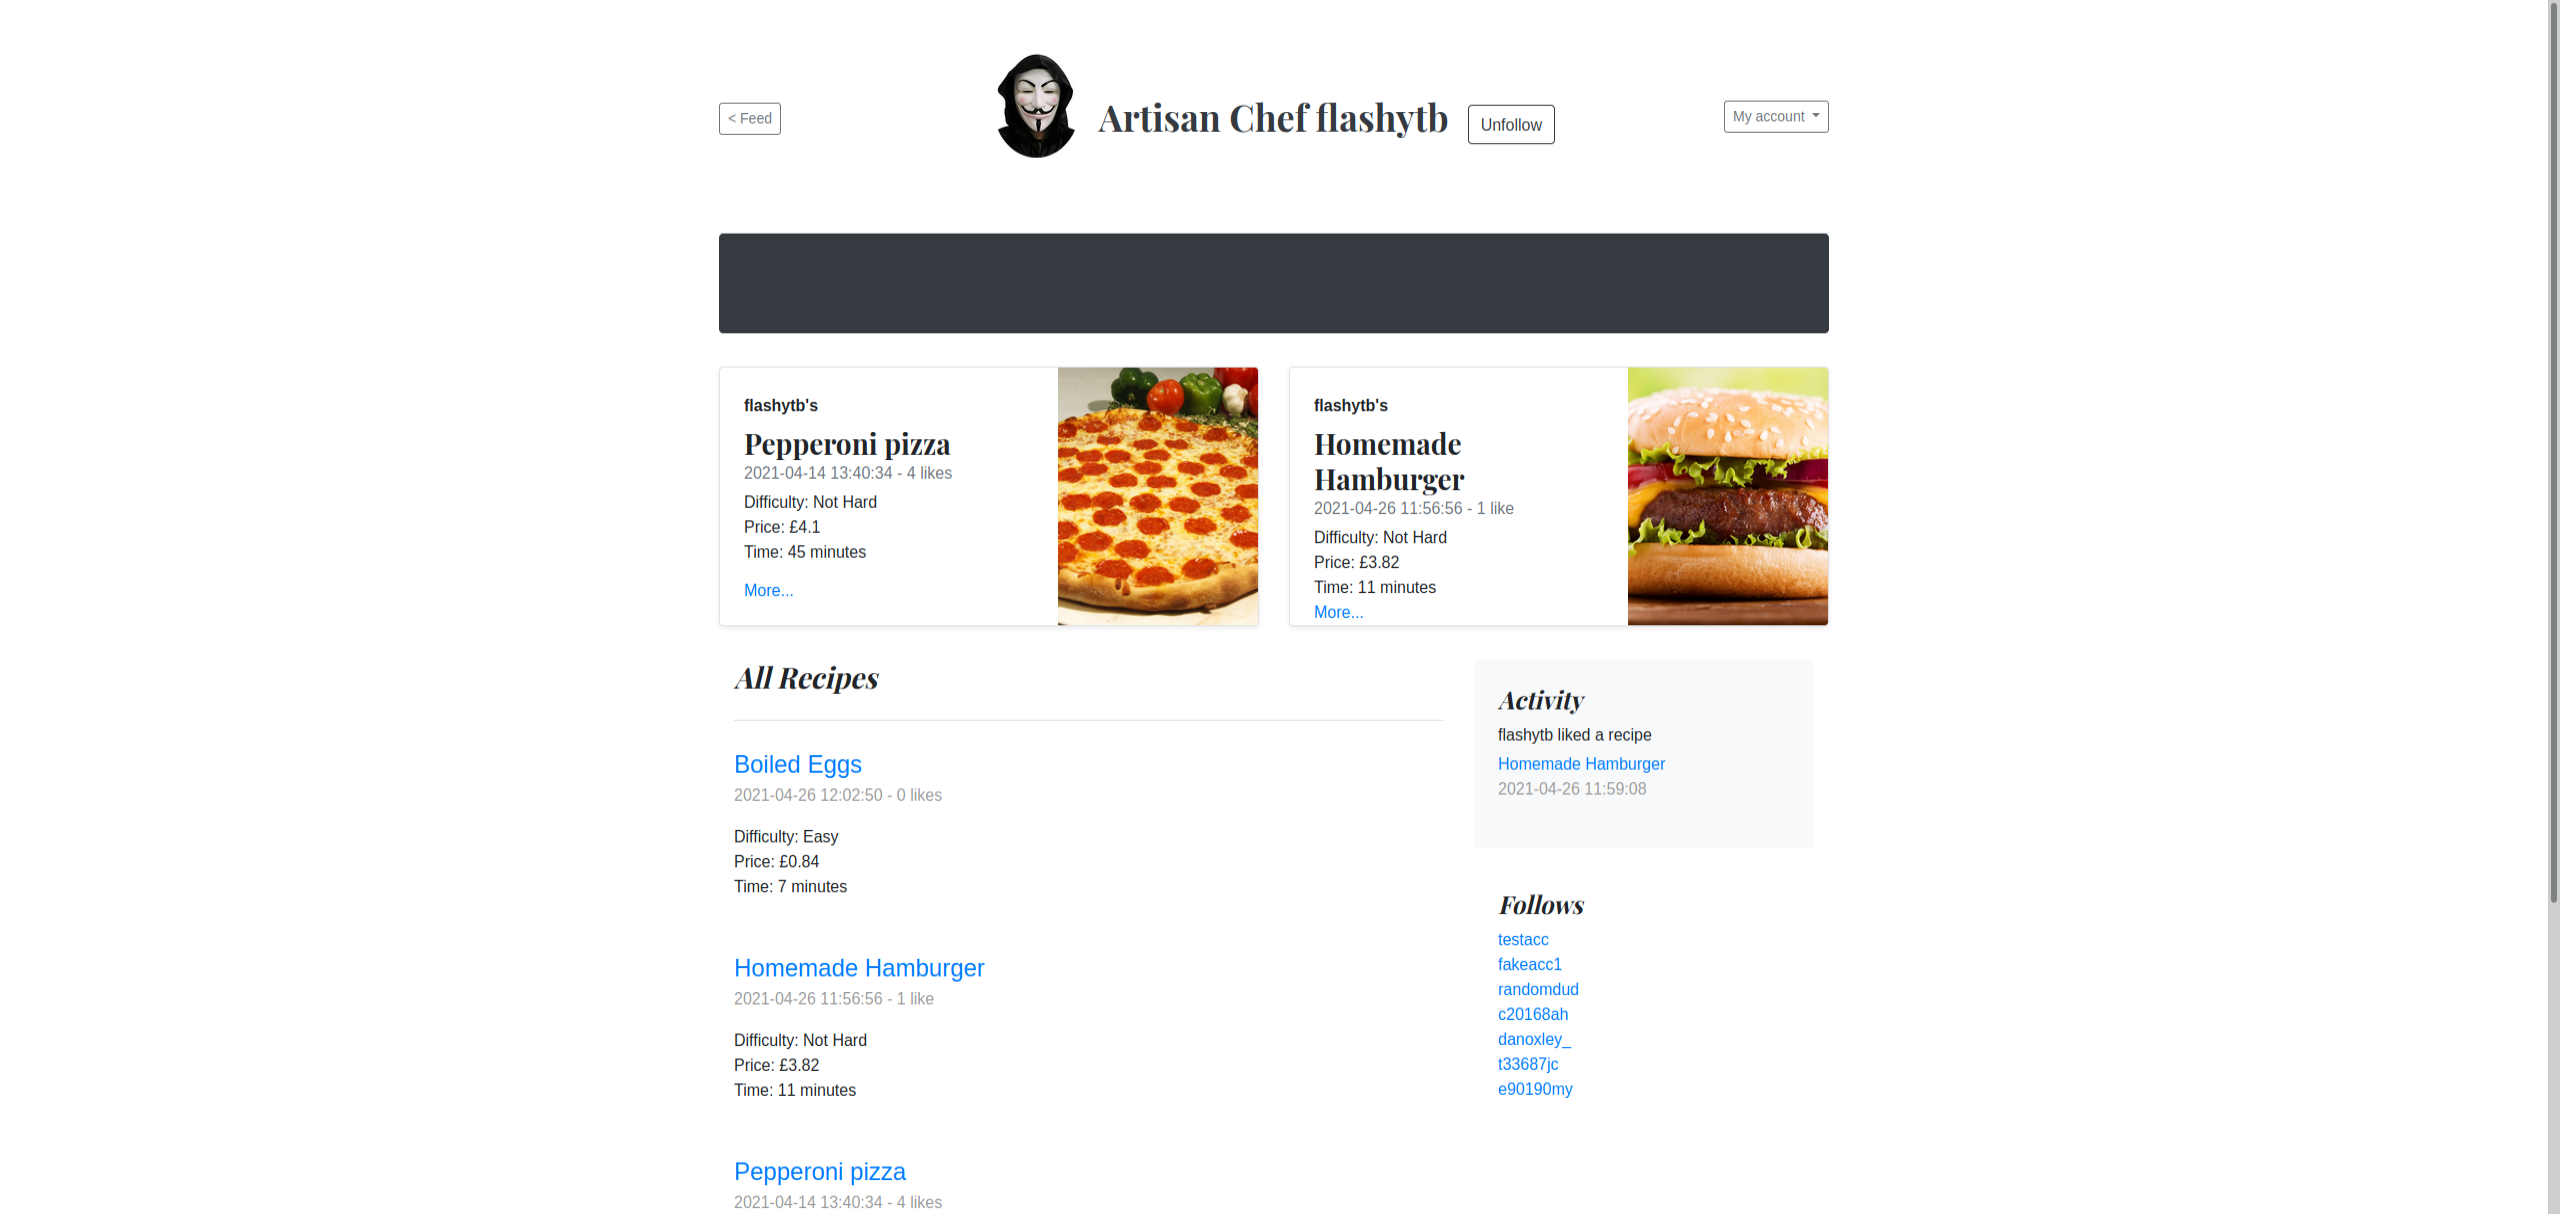 < Feed
Artisan Chef flashytb
Unfollow
My account
flashytb's
Pepperoni pizza
2021-04-14 13:40:34 - 4 likes
Difficulty: Not Hard
Price: £4.1
Time: 45 minutes
More...
flashytb's
Homemade
Hamburger
2021-04-26 11:56:56 - 1 like
Difficulty: Not Hard
Price: £3.82
Time: 11 minutes
More...
All Recipes
Boiled Eggs
2021-04-26 12:02:50 - 0 likes
Difficulty: Easy
Price: £0.84
Time: 7 minutes
Homemade Hamburger
2021-04-26 11:56:56 - 1 like
Difficulty: Not Hard
Price: £3.82
Time: 11 minutes
Pepperoni pizza
2021-04-14 13:40:34 - 4 likes
Activity
flashytb liked a recipe
Homemade Hamburger
2021-04-26 11:59:08
Follows
testacc
fakeacc1
randomdud
c20168ah
danoxley_
t33687jc
e90190my